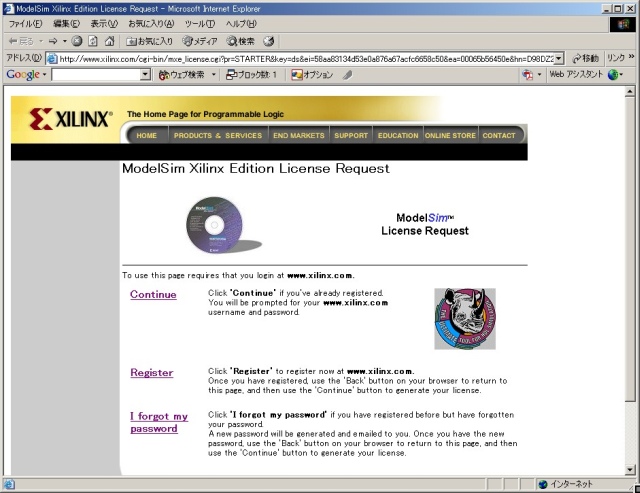 ModelSim Xilinx Edition License Request - Microsoft Internet Explorer
ファイル(F) 編集(E) 表示(V) お気に入り(A) ツール(T) ヘルプ(H)
戻る お気に入り メディア 検索
アドレス(D) http://www.xilinx.com/cgi-bin/mxe_license.cgi?pr=STARTER&key=ds&ei=58aa83134d53e0a876a67acfc6658c50&ea=00065b56450e&hn=D98DZ2 移動 リンク »
Google ウェブ検索 ブロック数: 1 オプション Web アシスタント
XILINX®
The Home Page for Programmable Logic
HOME PRODUCTS & SERVICES END MARKETS SUPPORT EDUCATION ONLINE STORE CONTACT
ModelSim Xilinx Edition License Request
ModelSim
ModelSim™
License Request
To use this page requires that you login at www.xilinx.com.
Continue
Click 'Continue' if you've already registered.
You will be prompted for your www.xilinx.com
username and password.
Register
Click 'Register' to register now at www.xilinx.com.
Once you have registered, use the 'Back' button on your browser to return to
this page, and then use the 'Continue' button to generate your license.
I forgot my
password
Click 'I forgot my password' if you have registered before but have forgotten
your password.
A new password will be generated and emailed to you. Once you have the new
password, use the 'Back' button on your browser to return to this page, and then
use the 'Continue' button to generate your license.
インターネット